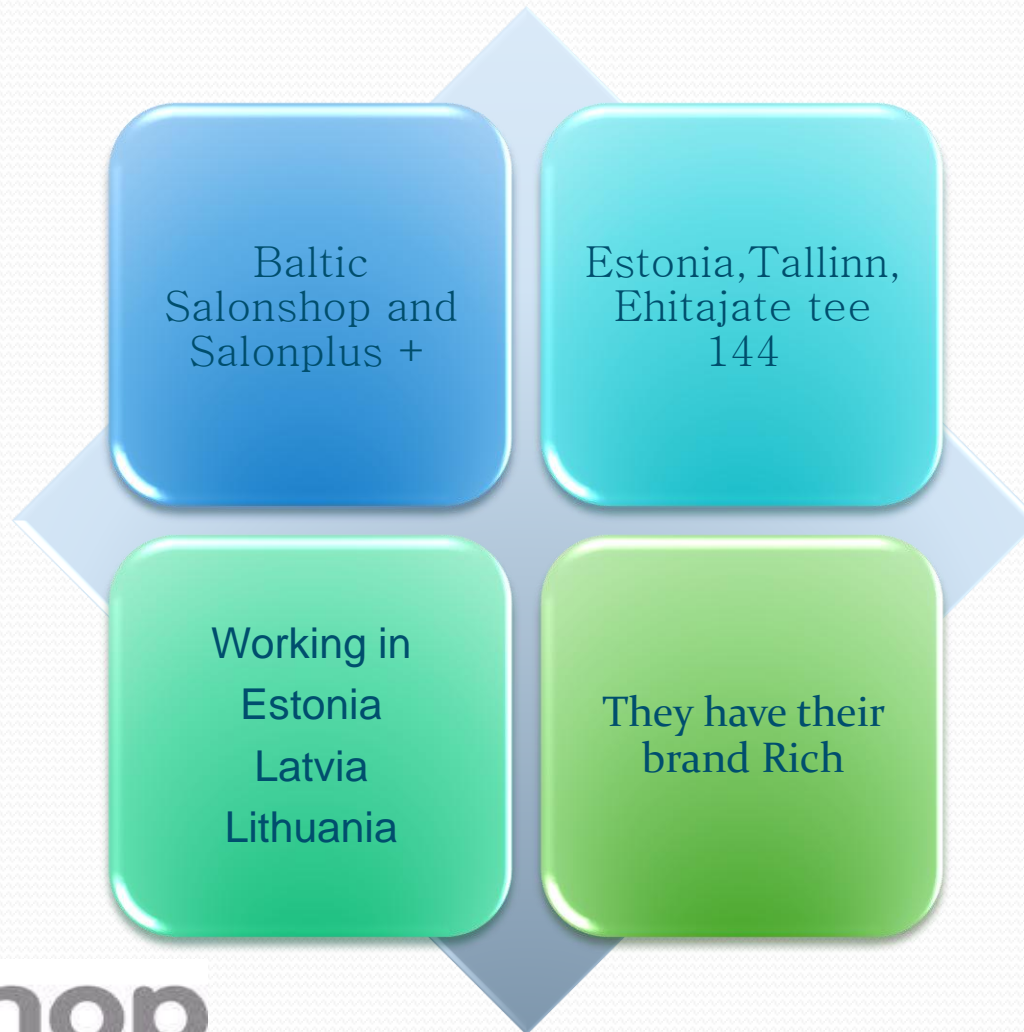 Baltic
Salonshop and
Salonplus +
Estonia,Tallinn,
Ehitajate tee
144
Working in
Estonia
Latvia
Lithuania
They have their
brand Rich